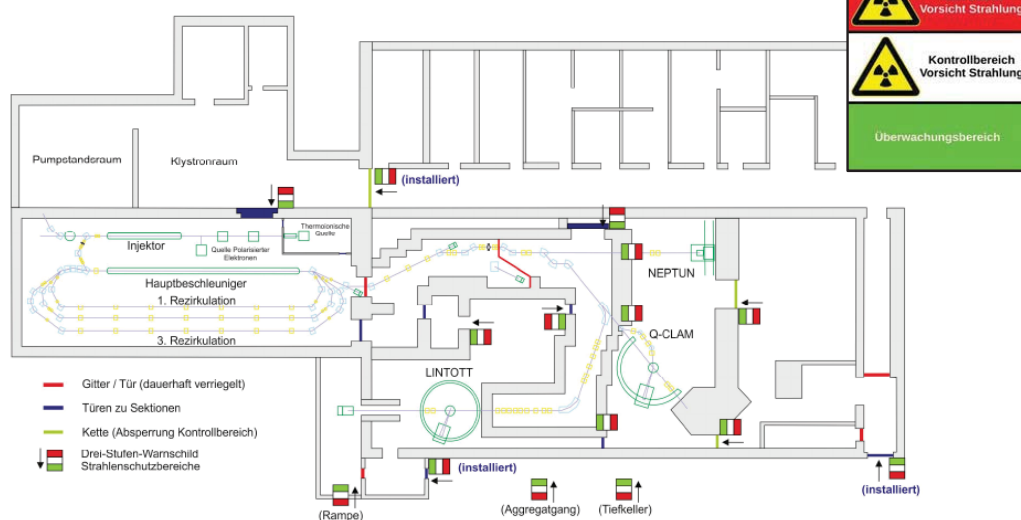 Vorsicht Strahlung
Kontrollbereich
Vorsicht Strahlung
Überwachungsbereich
Pumpstandsraum
Klystronraum
(installiert)
Injektor
Thermoionische
Quelle
Quelle Polarisierter
Elektronen
Hauptbeschleuniger
1. Rezirkulation
3. Rezirkulation
NEPTUN
Q-CLAM
LINTOTT
Gitter / Tür (dauerhaft verriegelt)
Türen zu Sektionen
Kette (Absperrung Kontrollbereich)
Drei-Stufen-Warnschild
Strahlenschutzbereiche
(installiert)
(installiert)
(Rampe)
(Aggregatgang)
(Tiefkeller)